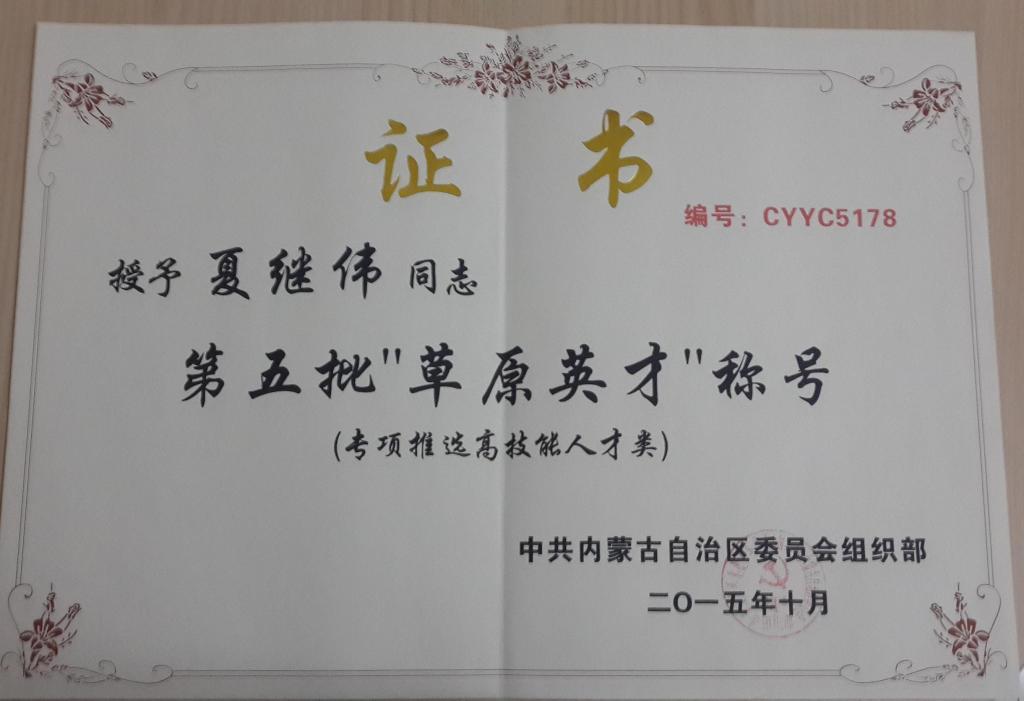 证书
编号：CYYC5178
授予 夏继伟 同志
第五批"草原英才"称号
(专项推选高技能人才类)
中共内蒙古自治区委员会组织部
二O一五年十月